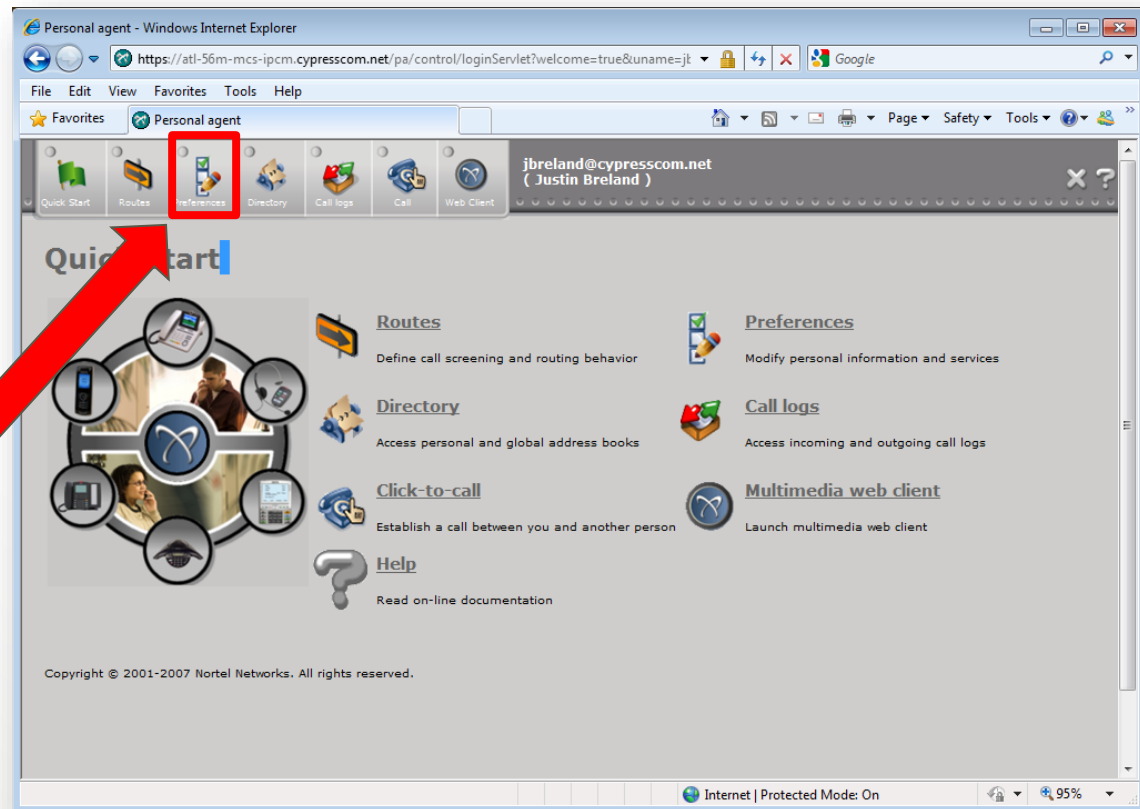 Personal agent - Windows Internet Explorer
https://atl-56m-mcs-ipcm.cypresscom.net/pa/control/loginServlet?welcome=true&uname=jb
Google
File Edit View Favorites Tools Help
Favorites
Personal agent
Page Safety Tools
Quick Start
Routes
Preferences
Directory
Call logs
Call
Web Client
jbreland@cypresscom.net
( Justin Breland )
Routes
Define call screening and routing behavior
Preferences
Modify personal information and services
Directory
Access personal and global address books
Call logs
Access incoming and outgoing call logs
Click-to-call
Establish a call between you and another person
Multimedia web client
Launch multimedia web client
Help
Read on-line documentation
Copyright © 2001-2007 Nortel Networks. All rights reserved.
Internet | Protected Mode: On
95%